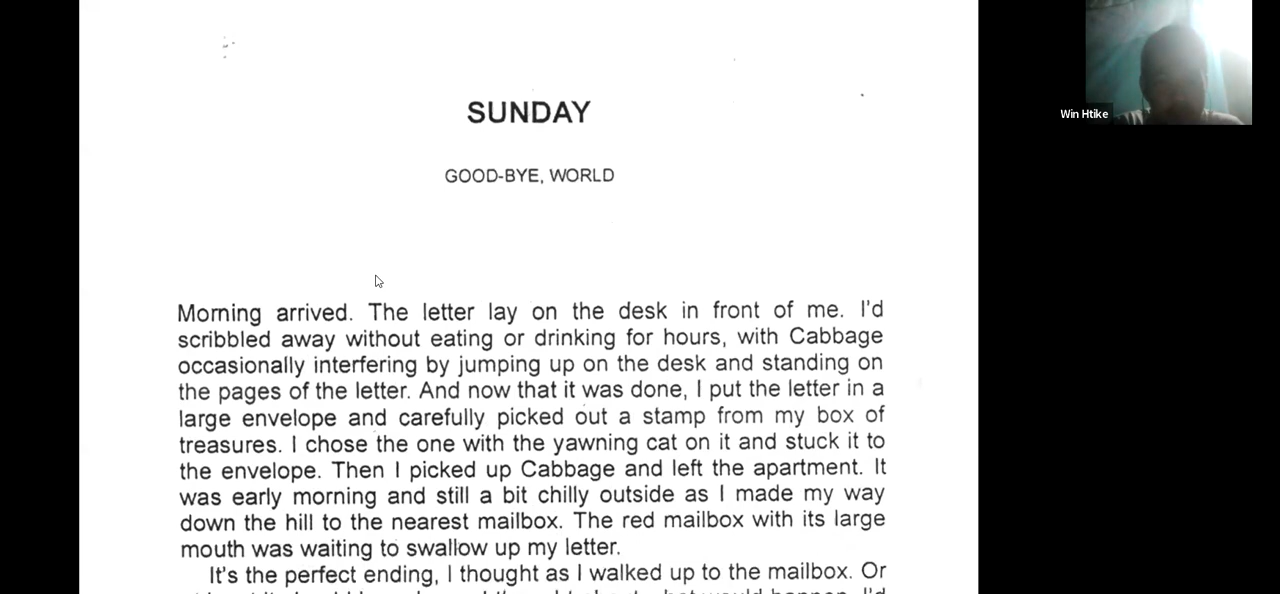 SUNDAY
GOOD-BYE, WORLD
Win Htike
Morning arrived. The letter lay on the desk in front of me. I'd
scribbled away without eating or drinking for hours, with Cabbage
occasionally interfering by jumping up on the desk and standing on
the pages of the letter. And now that it was done, I put the letter in a
large envelope and carefully picked out a stamp from my box of
treasures. I chose the one with the yawning cat on it and stuck it to
the envelope. Then I picked up Cabbage and left the apartment. It
was early morning and still a bit chilly outside as I made my way
down the hill to the nearest mailbox. The red mailbox with its large
mouth was waiting to swallow up my letter.
It's the perfect ending, I thought as I walked up to the mailbox. Or